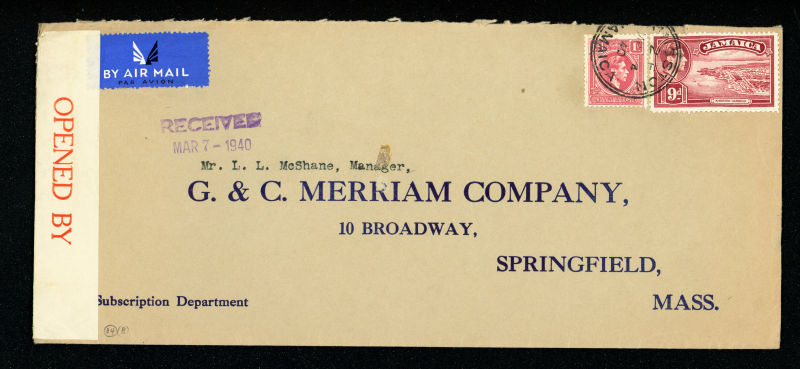 BY AIR MAIL
PAR AVION
OPENED BY
RECEIVED
MAR 7 - 1940
JAMAICA
9d
Mr. L. L. McShane, Manager,
G. & C. MERRIAM COMPANY,
10 BROADWAY,
SPRINGFIELD,
MASS.
Subscription Department